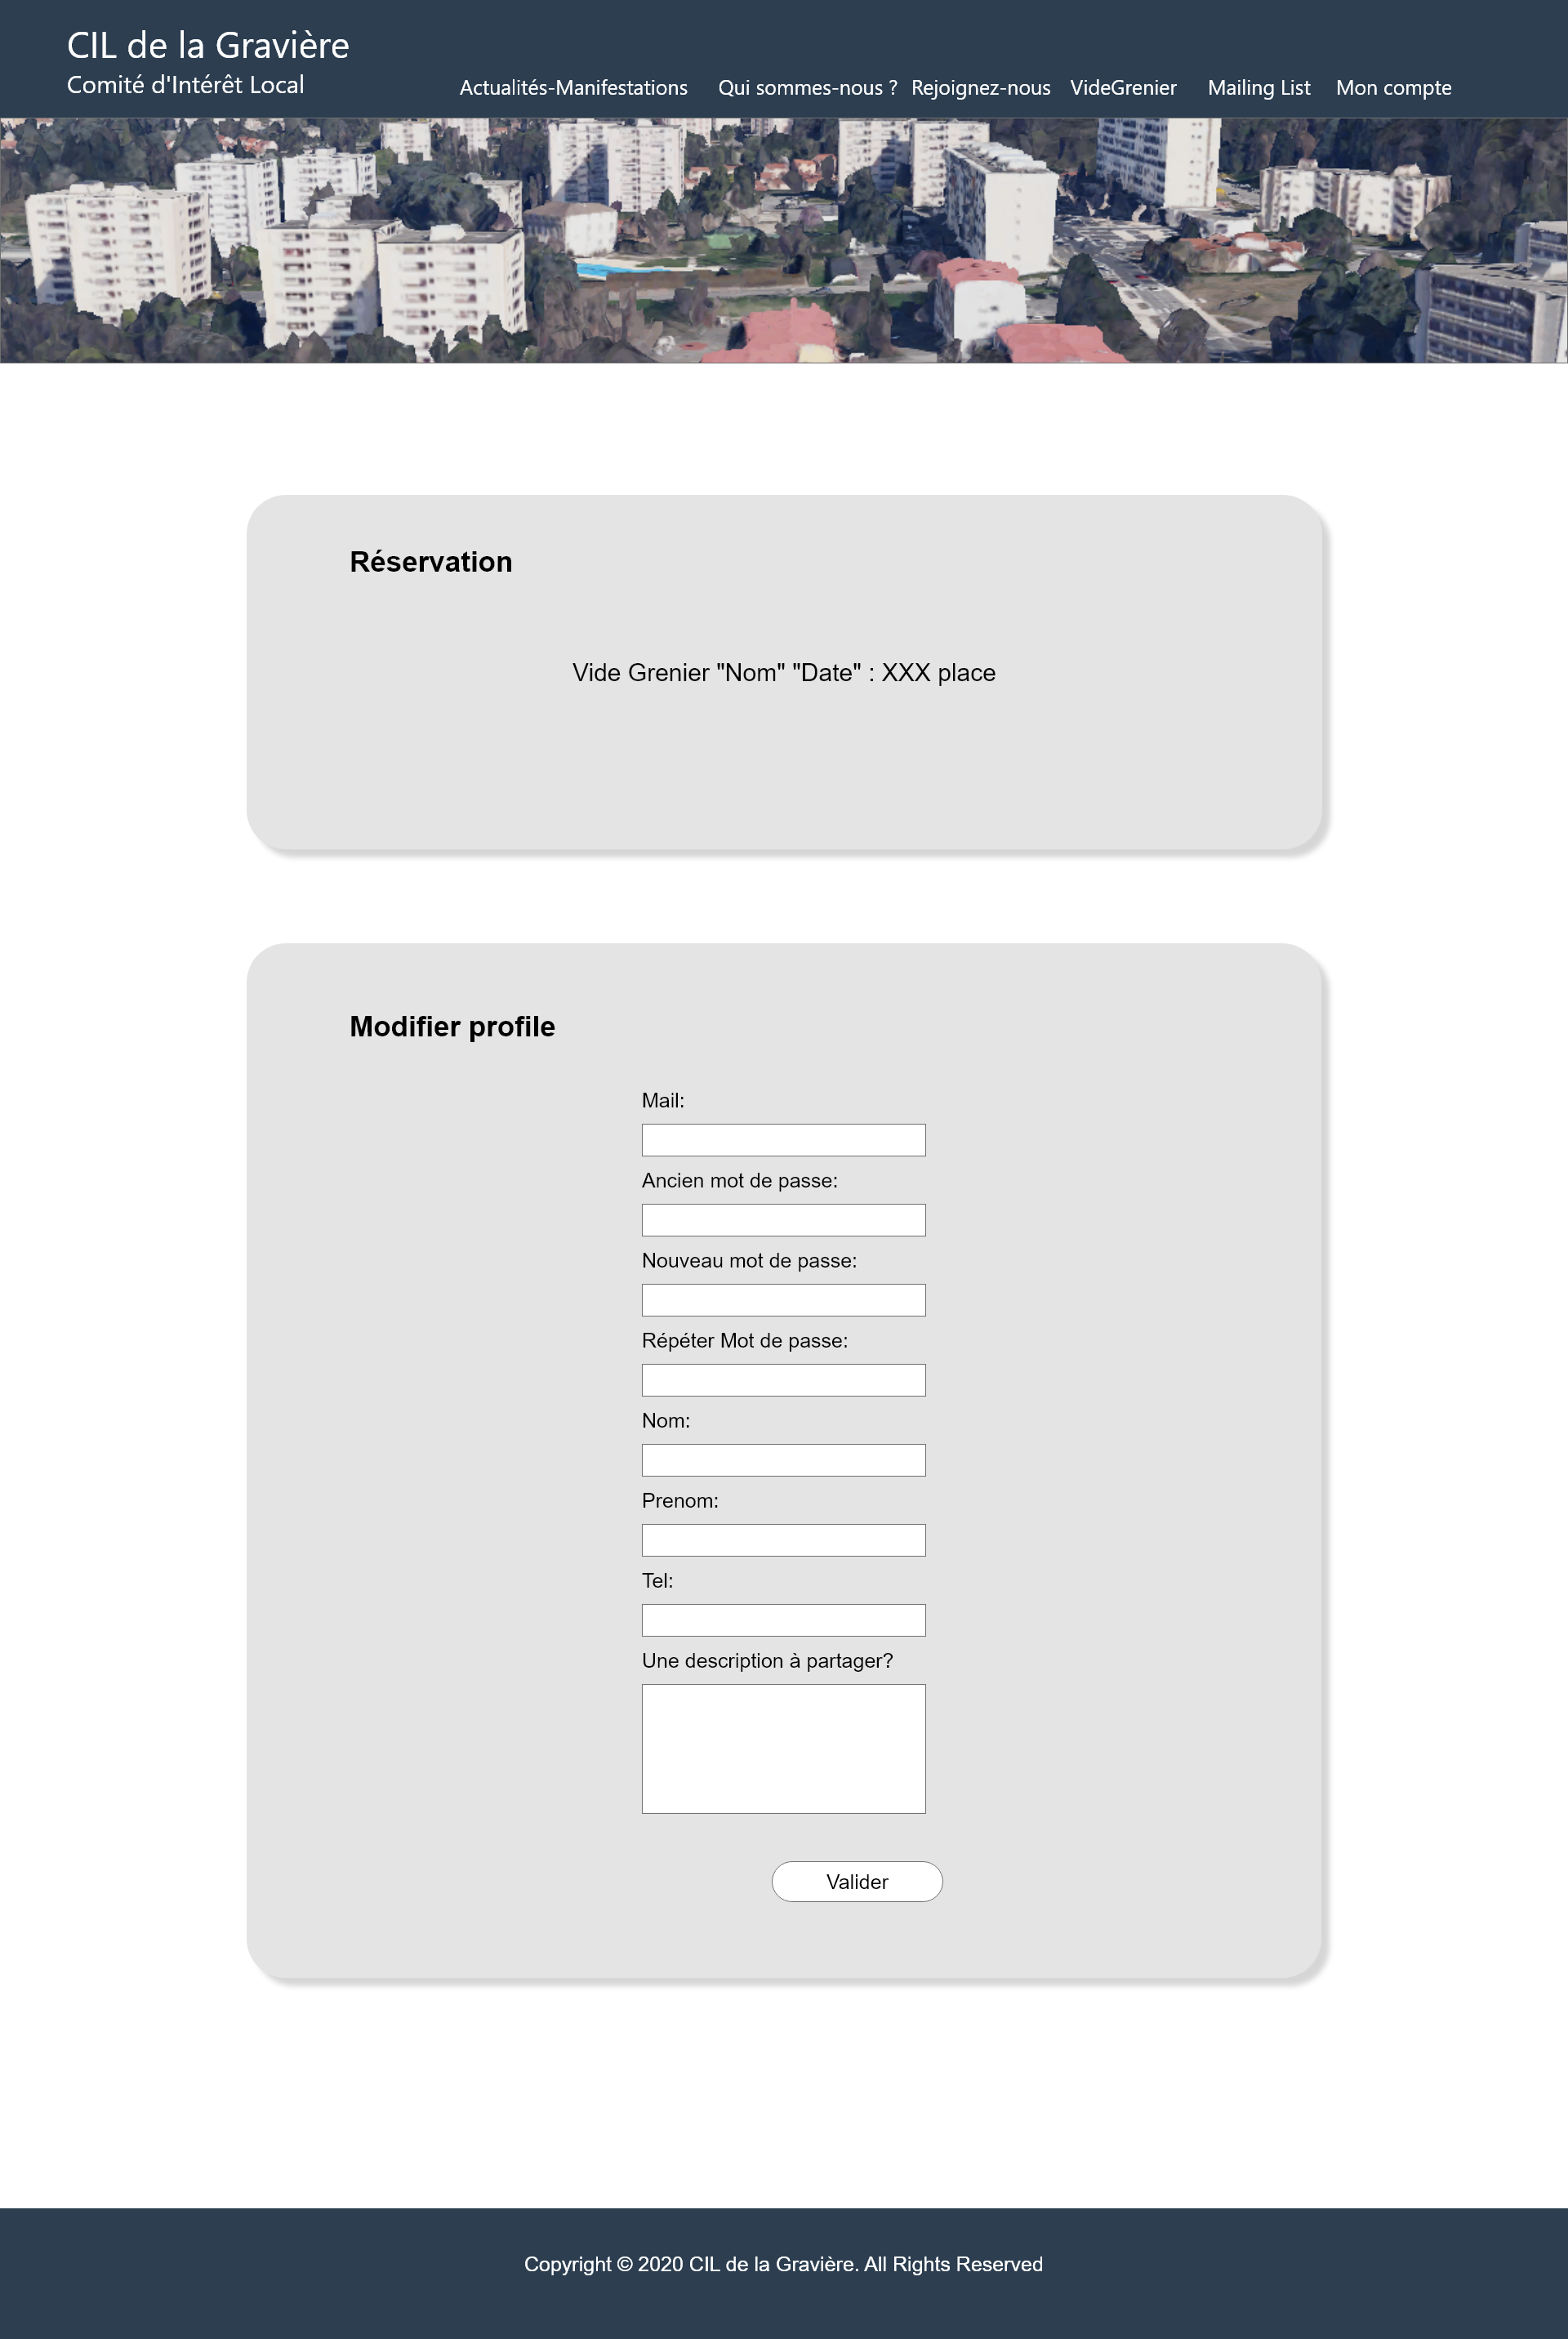 CIL de la Gravière
Comité d'Intérêt Local
Actualités-Manifestations Qui sommes-nous ? Rejoignez-nous VideGrenier Mailing List Mon compte
Réservation
Vide Grenier "Nom" "Date" : XXX place
Modifier profile
Mail:
Ancien mot de passe:
Nouveau mot de passe:
Répéter Mot de passe:
Nom:
Prenom:
Tel:
Une description à partager?
Valider
Copyright © 2020 CIL de la Gravière. All Rights Reserved